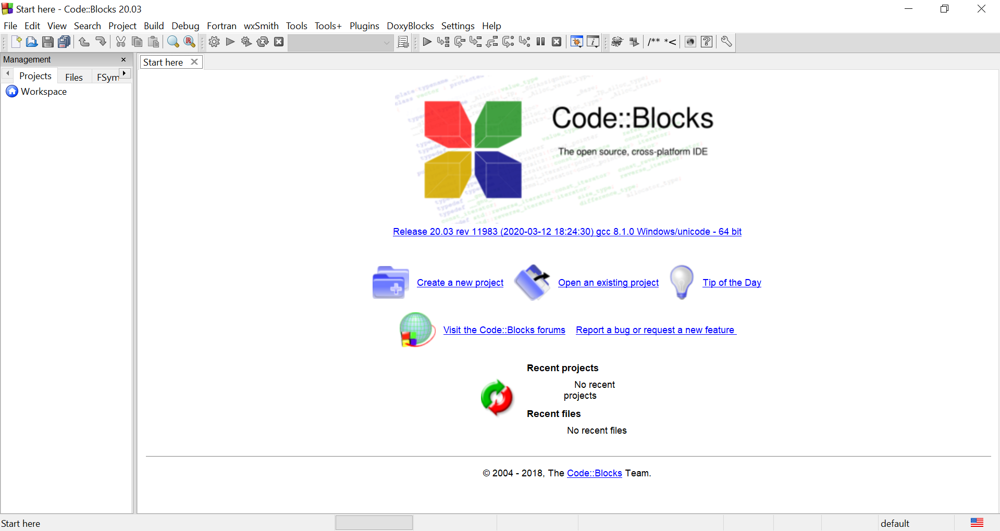 Start here - Code::Blocks 20.03
File Edit View Search Project Build Debug Fortran wxSmith Tools Tools+ Plugins DoxyBlocks Settings Help
/** *<
Management
Start here
Projects Files FSym
Workspace
Code::Blocks
The open source, cross-platform IDE
Release 20.03 rev 11983 (2020-03-12 18:24:30) gcc 8.1.0 Windows/unicode - 64 bit
Create a new project Open an existing project Tip of the Day
Visit the Code::Blocks forums Report a bug or request a new feature
Recent projects
No recent
projects
Recent files
No recent files
© 2004 - 2018, The Code::Blocks Team.
Start here default